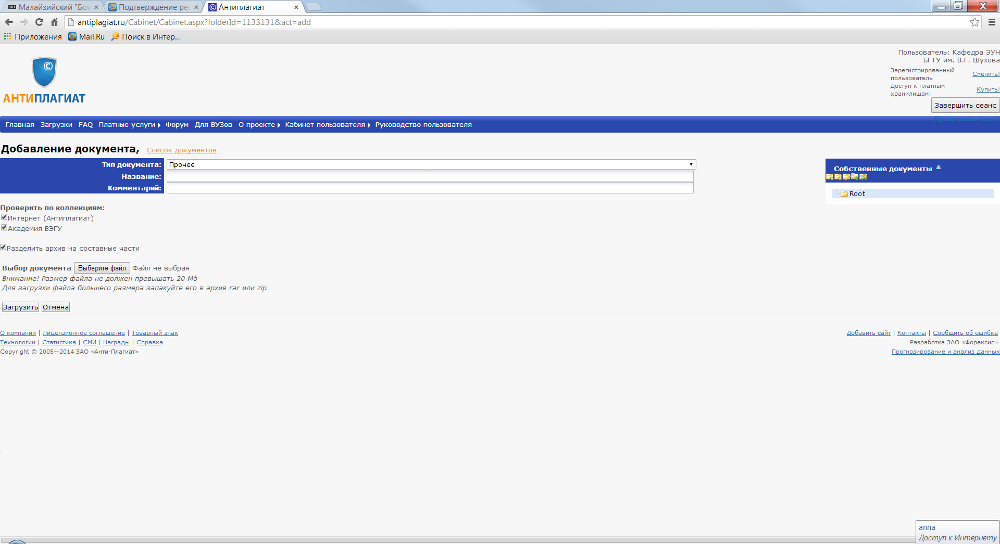 BBC Малайзийский "Бои
Подтверждение рег
Антиплагиат
antiplagiat.ru/Cabinet/Cabinet.aspx?folderId=1133131&act=add
Приложения Mail.Ru Поиск в Интер...
АНТИПЛАГИАТ
Пользователь: Кафедра ЭУН
БГТУ им. В.Г. Шухова
Зарегистрированный
пользователь
Сменить!
Доступ к платным
хранилищам:
Купить!
Завершить сеанс
Главная Загрузки FAQ Платные услуги Форум Для ВУЗов О проекте Кабинет пользователя Руководство пользователя
Проверить текст
Добавление документа, Список документов
Тип документа: Прочее
Название:
Комментарий:
Собственные документы
Root
Проверить по коллекциям:
Интернет (Антиплагиат)
Академия ВЭГУ
Разделить архив на составные части
Выбор документа Выберите файл Файл не выбран
Внимание! Размер файла не должен превышать 20 Мб
Для загрузки файла большего размера запакуйте его в архив rar или zip
Загрузить Отмена
О компании | Лицензионное соглашение | Товарный знак
Технологии | Статистика | СМИ | Награды | Справка
Copyright © 2005—2014 ЗАО «Анти-Плагиат»
Добавить сайт | Контакты | Сообщить об ошибке
Разработка ЗАО «Форексис»
Прогнозирование и анализ данных
anna
Доступ к Интернету